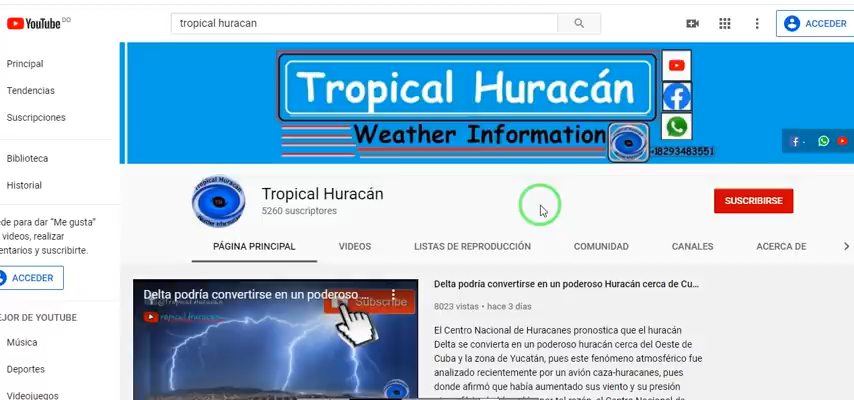 YouTube DO
tropical huracan
ACCEDER
Principal
Tendencias
Suscripciones
Biblioteca
Historial
ede para dar "Me gusta"
videos, realizar
entarios y suscribirte.
ACCEDER
EJOR DE YOUTUBE
Música
Deportes
Videojuegos
Tropical Huracán
Weather Information
+18293483551
Tropical Huracán
5260 suscriptores
SUSCRIBIRSE
PÁGINA PRINCIPAL
VIDEOS
LISTAS DE REPRODUCCIÓN
COMUNIDAD
CANALES
ACERCA DE
Delta podría convertirse en un poderoso ...
Subscribe
Delta podría convertirse en un poderoso Huracán cerca de Cu...
8023 vistas • hace 3 días
El Centro Nacional de Huracanes pronostica que el huracán
Delta se convierta en un poderoso huracán cerca del Oeste de
Cuba y la zona de Yucatán, pues este fenómeno atmosférico fue
analizado recientemente por un avión caza-huracanes, pues
donde afirmó que había aumentado sus viento y su presión